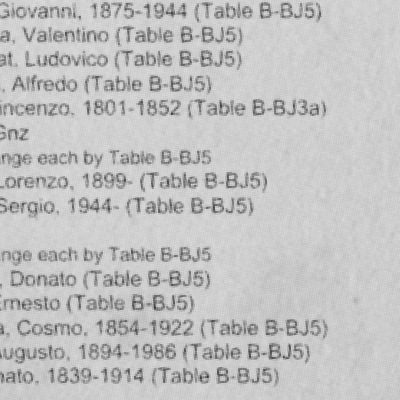 Giovanni, 1875-1944 (Table B-BJ5)
a, Valentino (Table B-BJ5)
at, Ludovico (Table B-BJ5)
, Alfredo (Table B-BJ5)
incenzo, 1801-1852 (Table B-BJ3a)
Gnz
nge each by Table B-BJ5
Lorenzo, 1899- (Table B-BJ5)
Sergio, 1944- (Table B-BJ5)
nge each by Table B-BJ5
, Donato (Table B-BJ5)
Ernesto (Table B-BJ5)
a, Cosmo, 1854-1922 (Table B-BJ5)
Augusto, 1894-1986 (Table B-BJ5)
nato, 1839-1914 (Table B-BJ5)